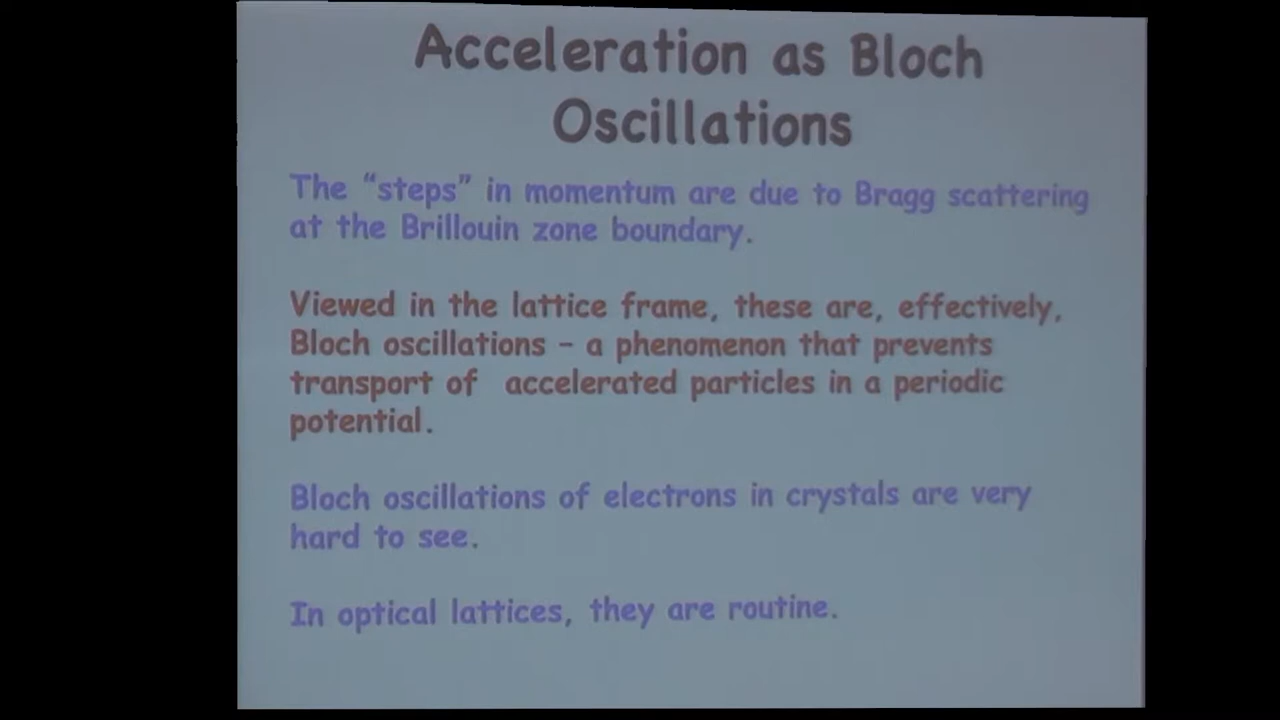 Acceleration as Bloch
Oscillations
The “steps” in momentum are due to Bragg scattering
at the Brillouin zone boundary.
Viewed in the lattice frame, these are, effectively,
Bloch oscillations – a phenomenon that prevents
transport of accelerated particles in a periodic
potential.
Bloch oscillations of electrons in crystals are very
hard to see.
In optical lattices, they are routine.